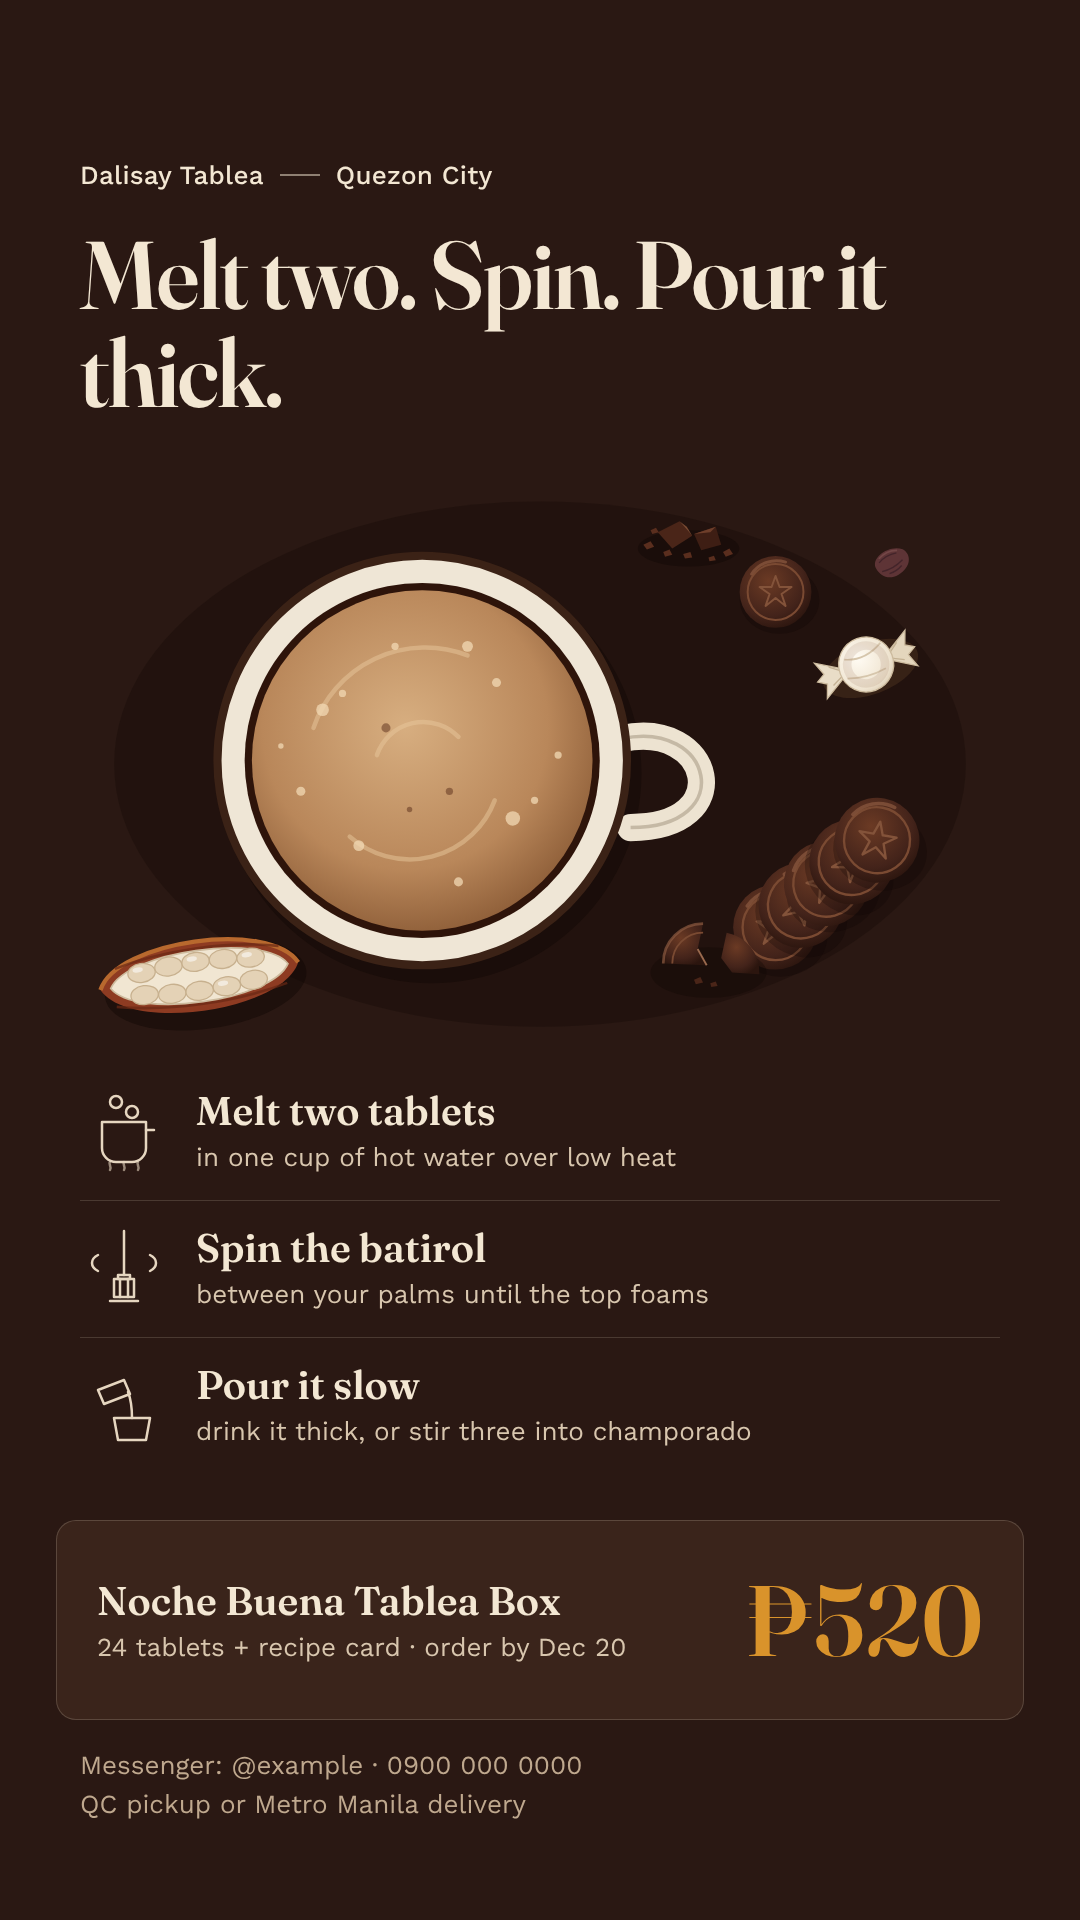 Dalisay Tablea — Quezon City
Melt two. Spin. Pour it
thick.
Melt two tablets
in one cup of hot water over low heat
Spin the batirol
between your palms until the top foams
Pour it slow
drink it thick, or stir three into champorado
Noche Buena Tablea Box
24 tablets + recipe card · order by Dec 20
₱520
Messenger: @example · 0900 000 0000
QC pickup or Metro Manila delivery